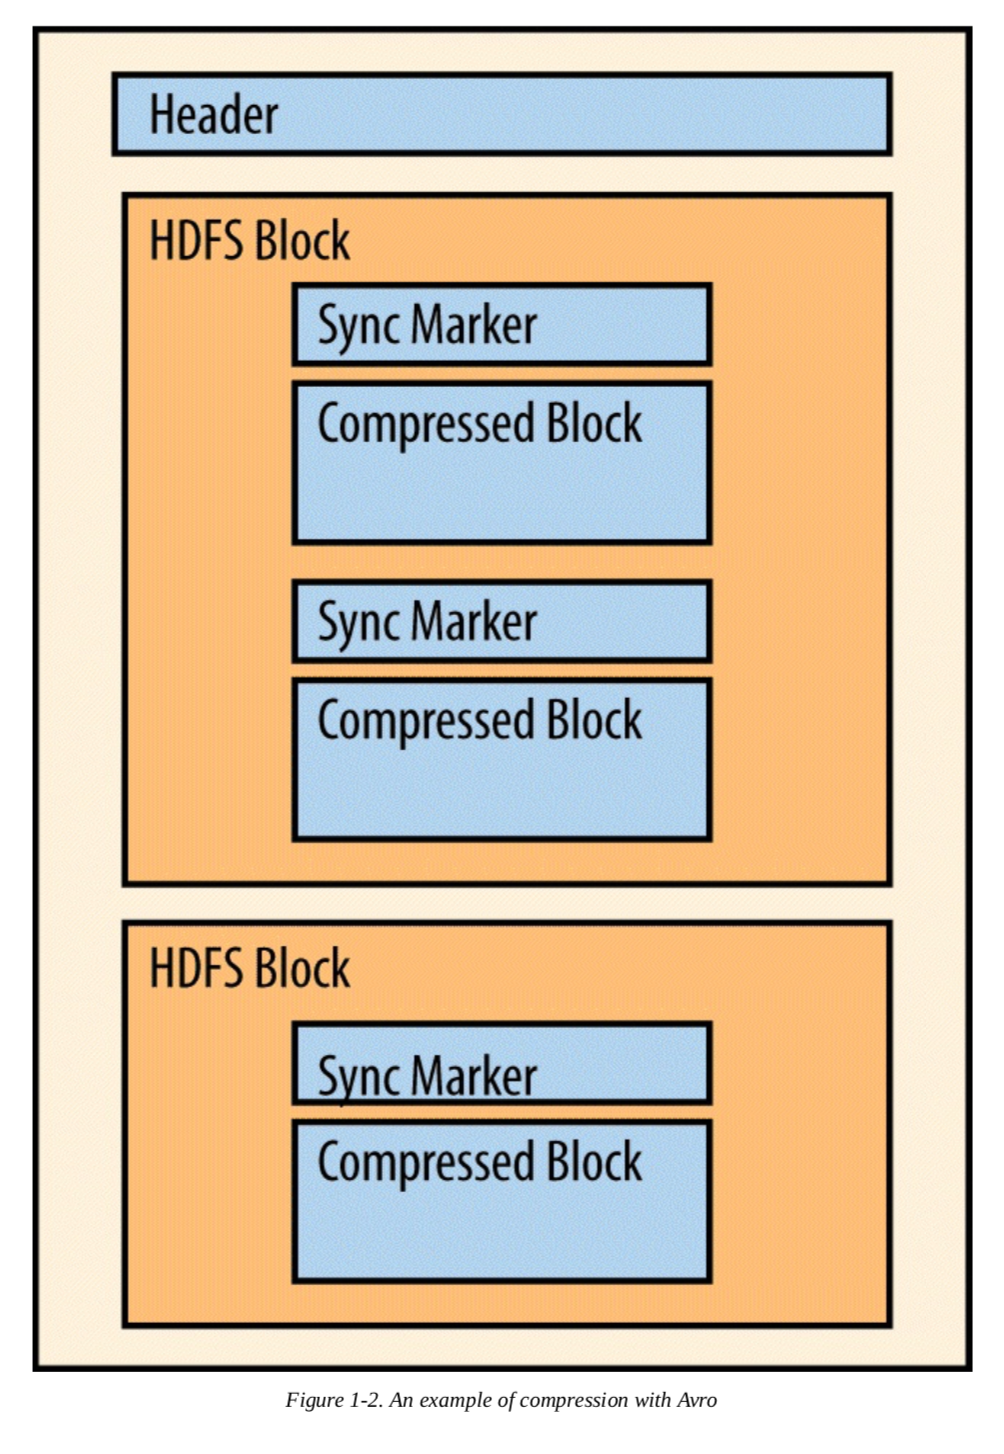 Header
HDFS Block
Sync Marker
Compressed Block
Sync Marker
Compressed Block
HDFS Block
Sync Marker
Compressed Block
Figure 1-2. An example of compression with Avro